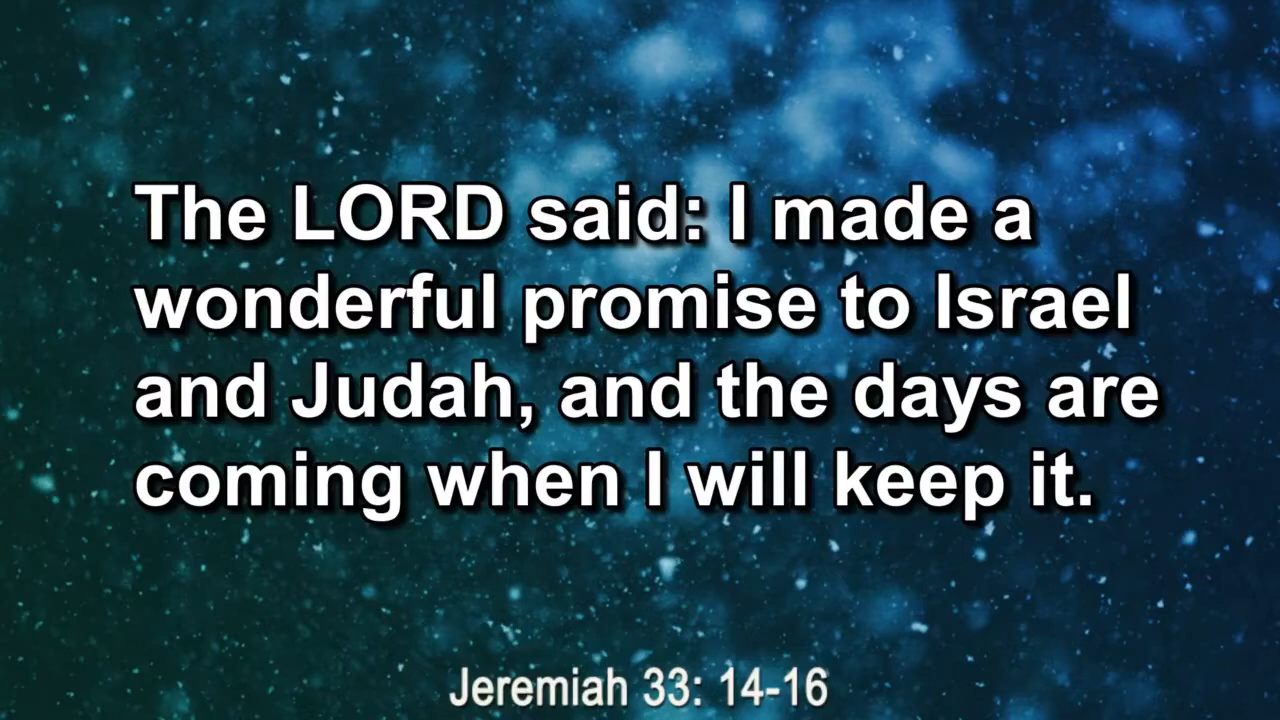 The LORD said: I made a
wonderful promise to Israel
and Judah, and the days are
coming when I will keep it.
Jeremiah 33: 14-16